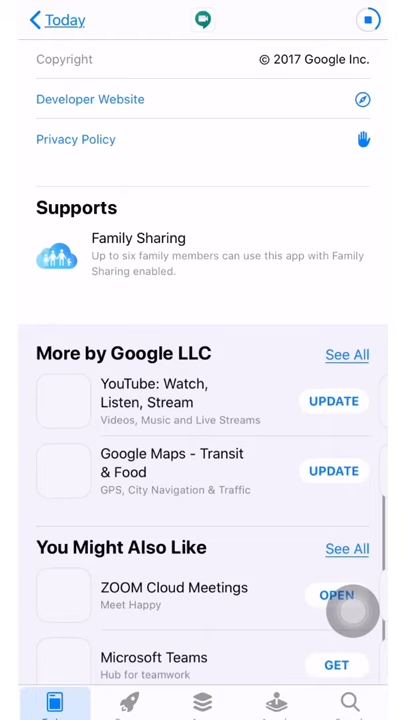 Today
Copyright
© 2017 Google Inc.
Developer Website
Privacy Policy
Supports
Family Sharing
Up to six family members can use this app with Family
Sharing enabled.
More by Google LLC
See All
YouTube: Watch,
Listen, Stream
Videos, Music and Live Streams
UPDATE
Google Maps - Transit
& Food
GPS, City Navigation & Traffic
UPDATE
You Might Also Like
See All
ZOOM Cloud Meetings
Meet Happy
OPEN
Microsoft Teams
Hub for teamwork
GET